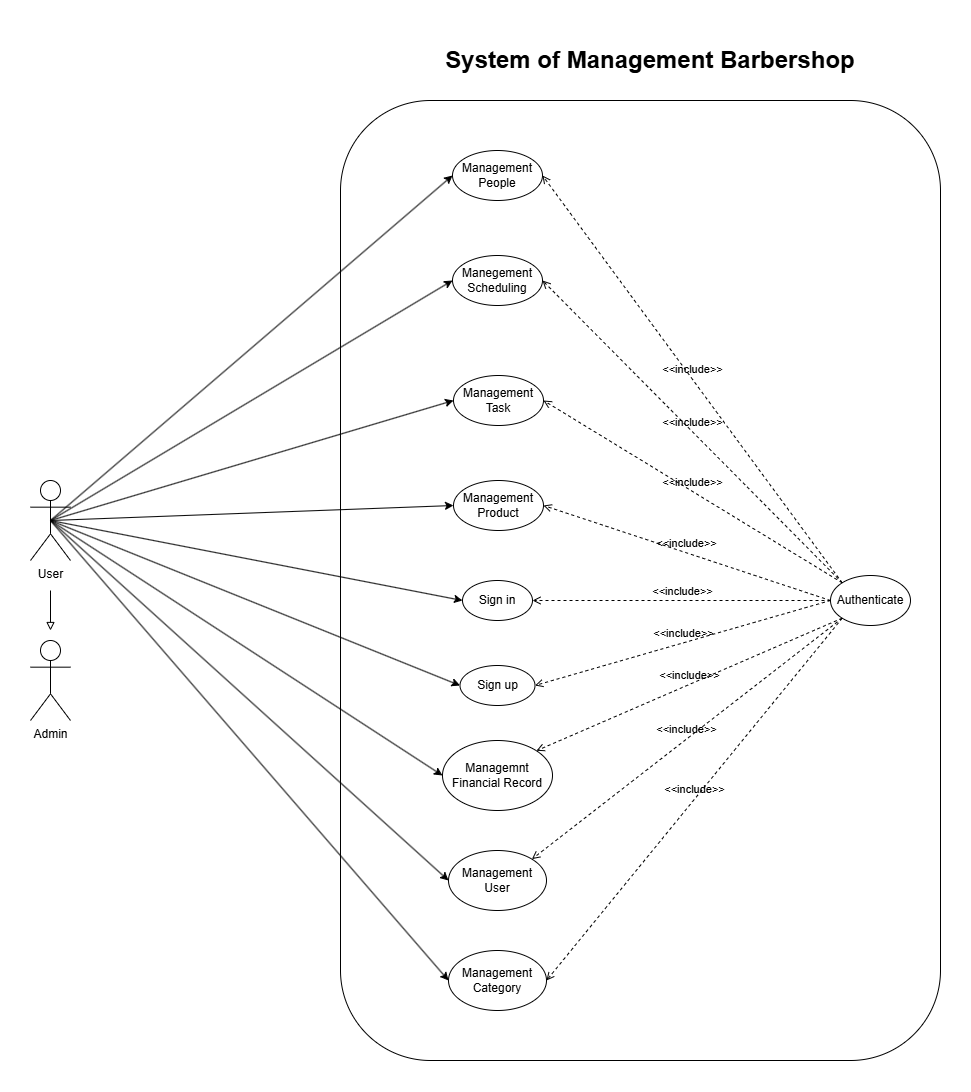 System of Management Barbershop
Management
People
Manegement
Scheduling
<<include>>
Management
Task
<<include>>
<<include>>
Management
Product
<<include>>
User
Sign in
<<include>>
Authenticate
<<include>>
Sign up
<<include>>
Admin
<<include>>
Managemnt
Financial Record
<<include>>
Management
User
Management
Category